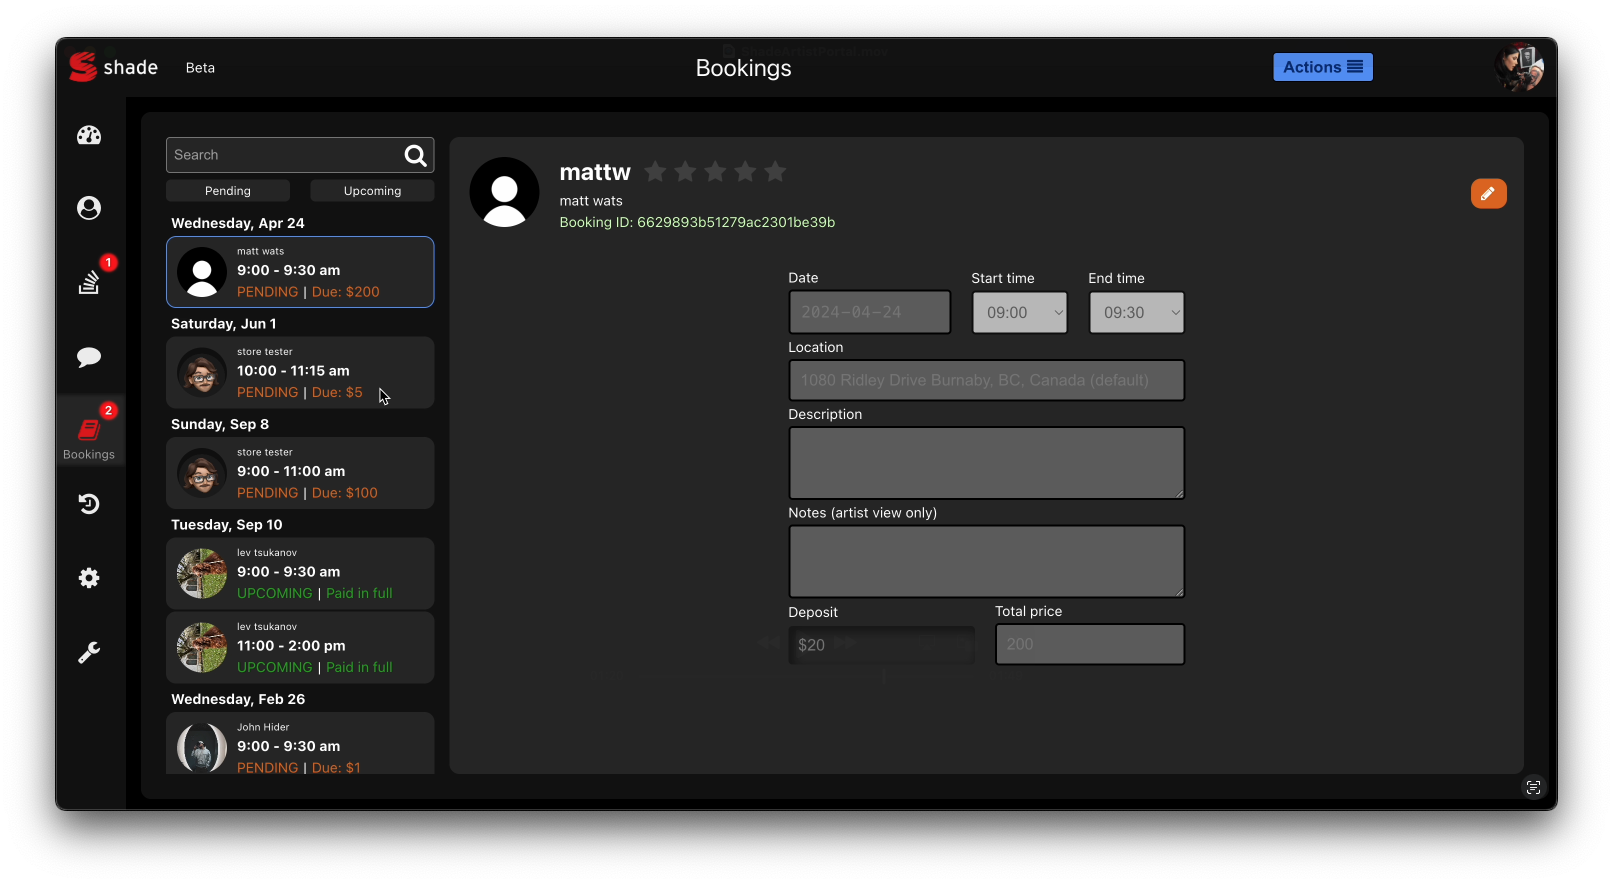 shade
Beta
Bookings
Actions
Search
Pending
Upcoming
Wednesday, Apr 24
matt wats
9:00 - 9:30 am
PENDING | Due: $200
Saturday, Jun 1
store tester
10:00 - 11:15 am
PENDING | Due: $5
Sunday, Sep 8
store tester
9:00 - 11:00 am
PENDING | Due: $100
Tuesday, Sep 10
lev tsukanov
9:00 - 9:30 am
UPCOMING | Paid in full
lev tsukanov
11:00 - 2:00 pm
UPCOMING | Paid in full
Wednesday, Feb 26
John Hider
9:00 - 9:30 am
PENDING | Due: $1
1
2
Bookings
mattw
matt wats
Booking ID: 6629893b51279ac2301be39b
Date
Start time
End time
2024-04-24
09:00
09:30
Location
1080 Ridley Drive Burnaby, BC, Canada (default)
Description
Notes (artist view only)
Deposit
Total price
$20
200